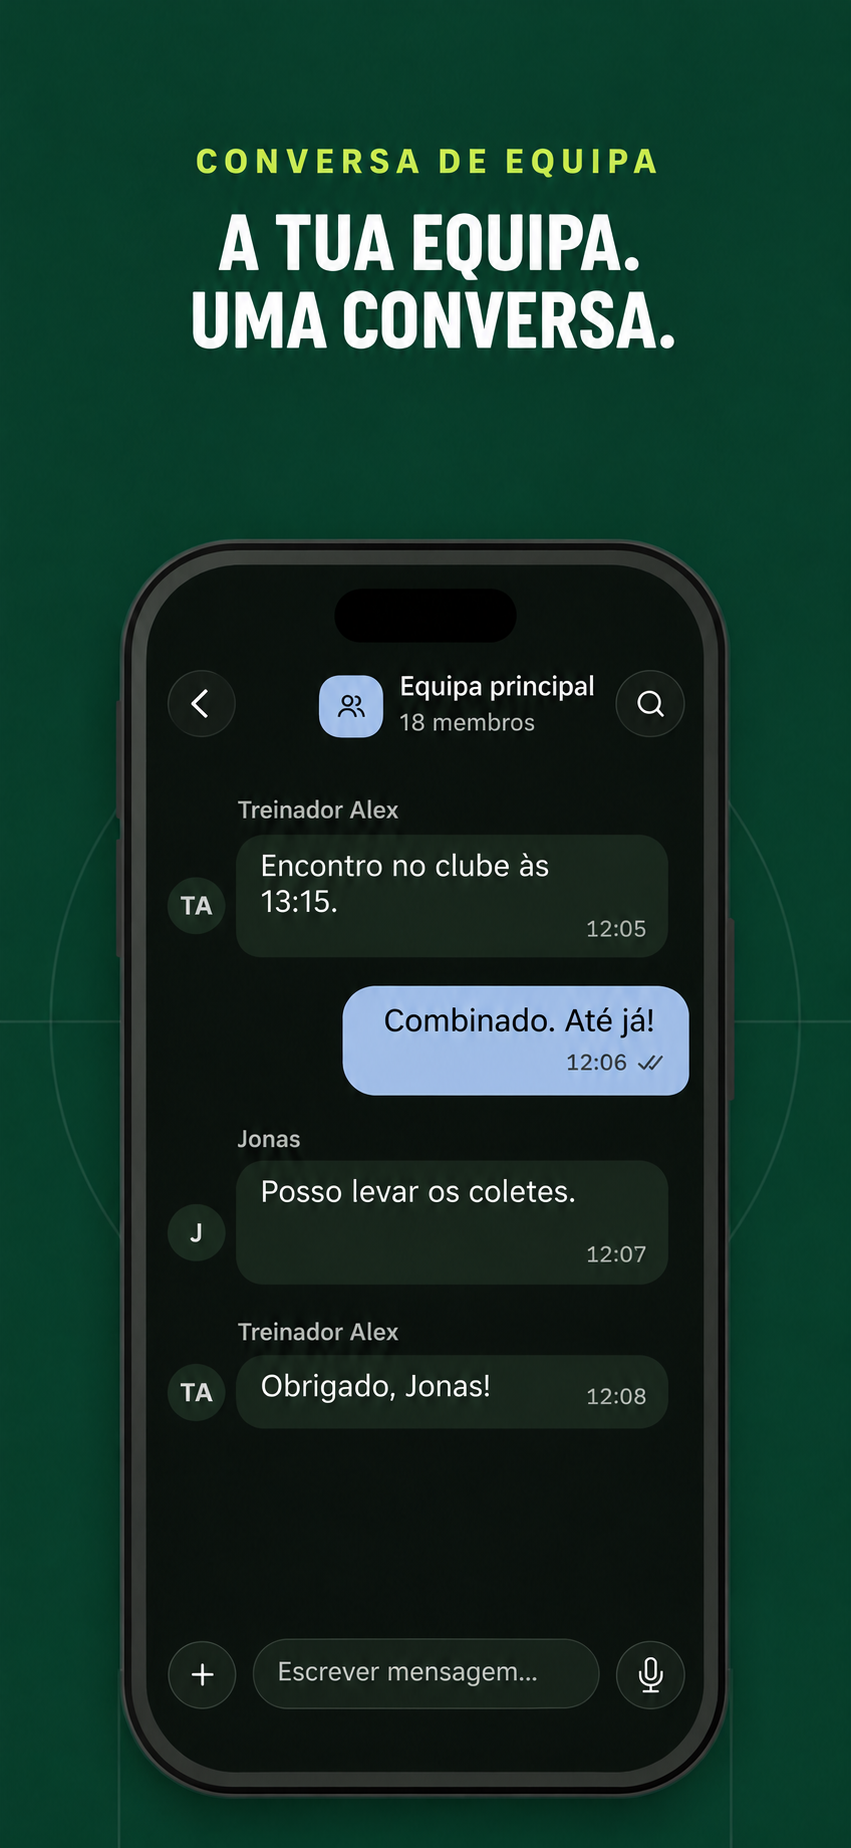 CONVERSA DE EQUIPA
A TUA EQUIPA.
UMA CONVERSA.
Equipa principal
18 membros
Treinador Alex
Encontro no clube às
13:15.
12:05
TA
Combinado. Até já!
12:06
Jonas
Posso levar os coletes.
J
12:07
Treinador Alex
TA
Obrigado, Jonas!
12:08
Escrever mensagem...